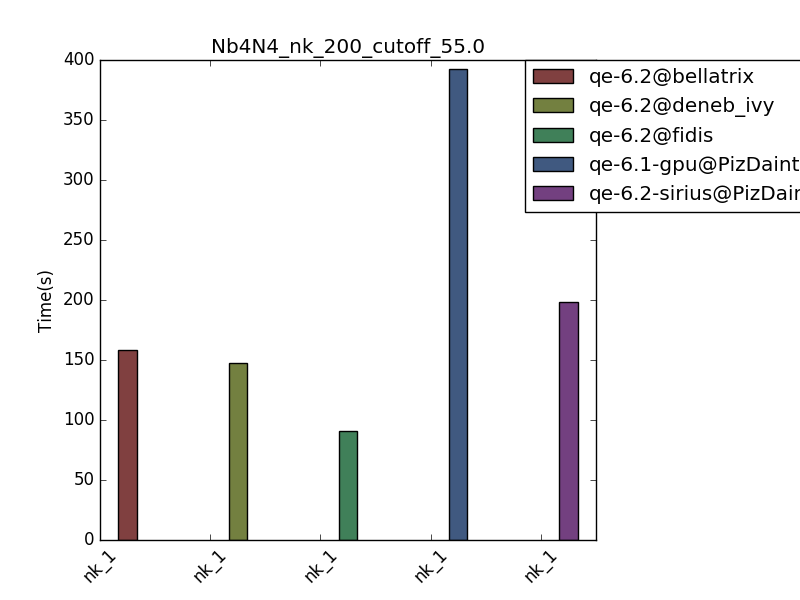 Nb4N4_nk_200_cutoff_55.0
400
350
300
250
200
150
100
50
0
Time(s)
nk_1
nk_1
nk_1
nk_1
nk_1
qe-6.2@bellatrix
qe-6.2@deneb_ivy
qe-6.2@fidis
qe-6.1-gpu@PizDaint
qe-6.2-sirius@PizDain